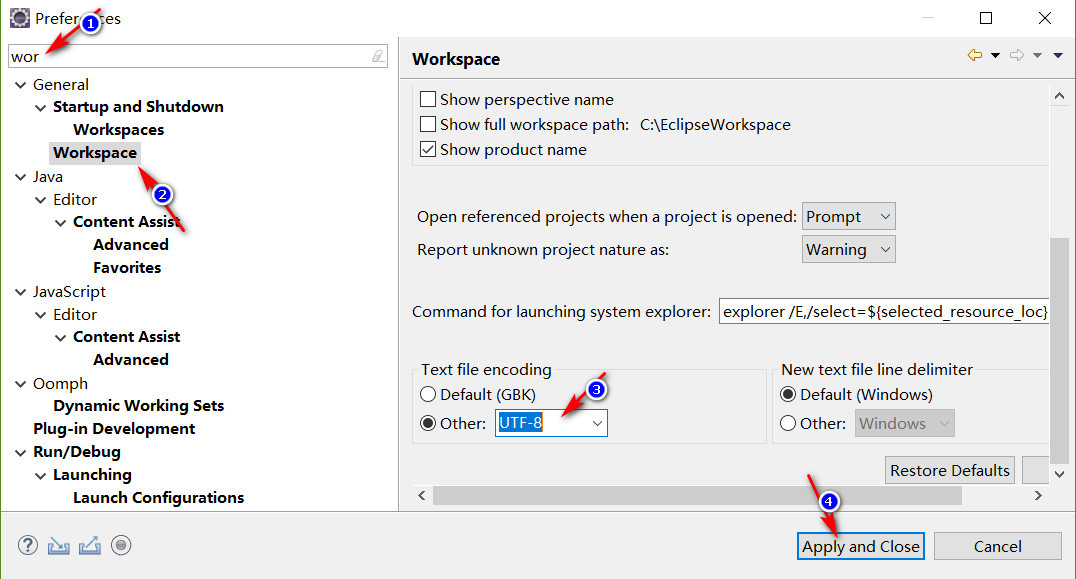 Preferences
1
wor
Workspace
General
Startup and Shutdown
Workspaces
Workspace
2
Java
Editor
Content Assist
Advanced
Favorites
JavaScript
Editor
Content Assist
Advanced
Oomph
Dynamic Working Sets
Plug-in Development
Run/Debug
Launching
Launch Configurations
Show perspective name
Show full workspace path: C:\EclipseWorkspace
Show product name
Open referenced projects when a project is opened: Prompt
Report unknown project nature as: Warning
Command for launching system explorer: explorer /E,/select=${selected_resource_loc}
Text file encoding
Default (GBK)
Other: UTF-8
3
New text file line delimiter
Default (Windows)
Other: Windows
Restore Defaults
4
?
Apply and Close
Cancel